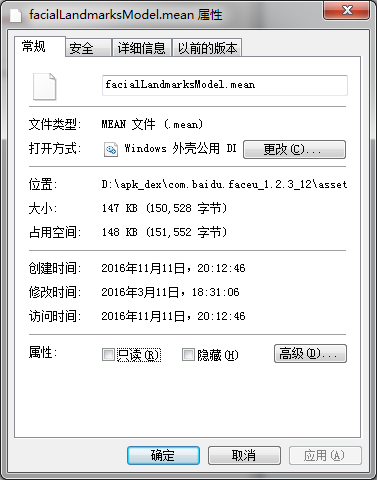 facialLandmarksModel.mean 属性
常规 安全 详细信息 以前的版本
facialLandmarksModel.mean
文件类型: MEAN 文件 (.mean)
打开方式: Windows 外壳公用 DI 更改(C)...
位置: D:\apk_dex\com.baidu.faceu_1.2.3_12\asset
大小: 147 KB (150,528 字节)
占用空间: 148 KB (151,552 字节)
创建时间: 2016年11月11日，20:12:46
修改时间: 2016年3月11日，18:31:06
访问时间: 2016年11月11日，20:12:46
属性: 只读(R) 隐藏(H) 高级(D)...
确定 取消 应用(A)